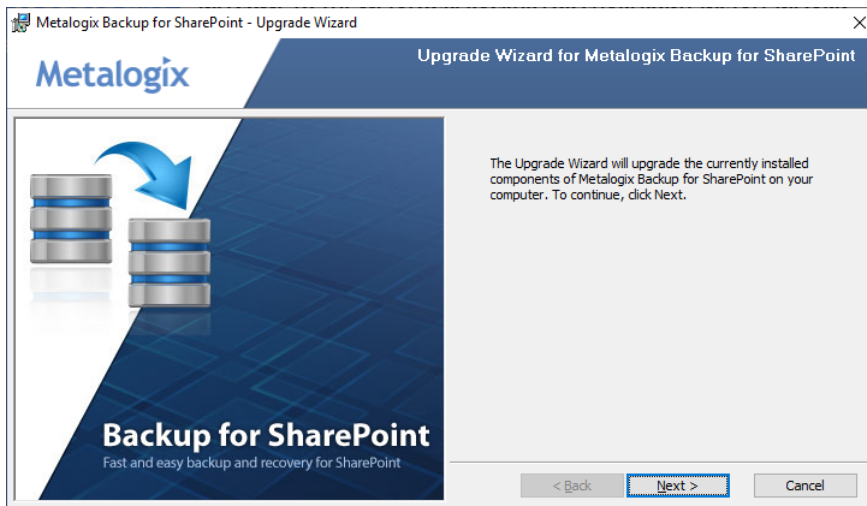 Metalogix Backup for SharePoint - Upgrade Wizard
Metalogix
Upgrade Wizard for Metalogix Backup for SharePoint
The Upgrade Wizard will upgrade the currently installed
components of Metalogix Backup for SharePoint on your
computer. To continue, click Next.
Backup for SharePoint
Fast and easy backup and recovery for SharePoint
< Back
Next >
Cancel